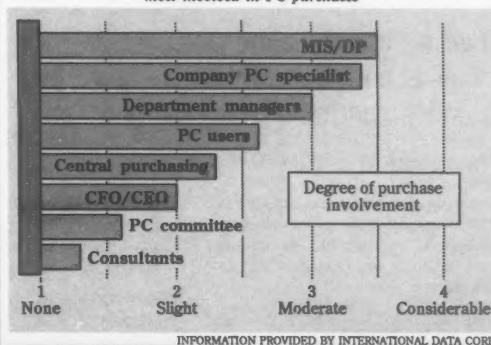 MIS/DP
Company PC specialist
Department managers
PC users
Central purchasing
CFO/CEO
PC committee
Consultants
Degree of purchase
involvement
1 2 3 4
None Slight Moderate Considerable
INFORMATION PROVIDED BY INTERNATIONAL DATA CORP